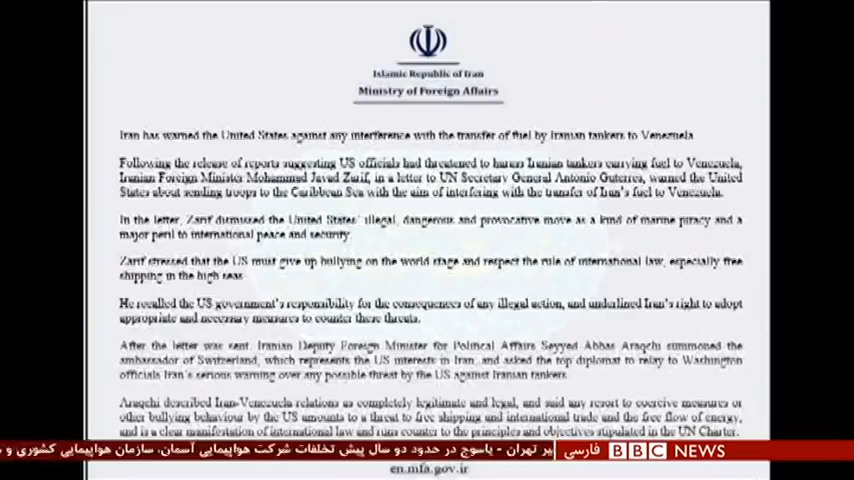 Islamic Republic of Iran
Ministry of Foreign Affairs
Iran has warned the United States against any interference with the transfer of fuel by Iranian tankers to Venezuela.
Following the release of reports suggesting US officials had threatened to harass Iranian tankers carrying fuel to Venezuela,
Iranian Foreign Minister Mohammad Javad Zarif, in a letter to UN Secretary General Antonio Guterres, warned the United
States about sending troops to the Caribbean Sea with the aim of interfering with the transfer of Iran's fuel to Venezuela.
In the letter, Zarif dismissed the United States' illegal, dangerous and provocative move as a kind of marine piracy and a
major peril to international peace and security.
Zarif stressed that the US must give up bullying on the world stage and respect the rule of international law, especially free
shipping in the high seas.
He recalled the US government's responsibility for the consequences of any illegal action, and underlined Iran's right to adopt
appropriate and necessary measures to counter these threats.
After the letter was sent, Iranian Deputy Foreign Minister for Political Affairs Seyyed Abbas Araqchi summoned the
ambassador of Switzerland, which represents the US interests in Iran, and asked the top diplomat to relay to Washington
officials Iran's serious warning over any possible threat by the US against Iranian tankers.
Araqchi described Iran-Venezuela relations as completely legitimate and legal, and said any resort to coercive measures or
other bullying behaviour by the US amounts to a threat to free shipping and international trade and the free flow of energy,
and is a clear manifestation of international law and runs counter to the principles and objectives stipulated in the UN Charter.
یر تهران - یاسوج در حدود دو سال پیش تخلفات شرکت هواپیمایی آسمان، سازمان هواپیمایی کشوری و
فارسی BBC NEWS
en.mfa.gov.ir